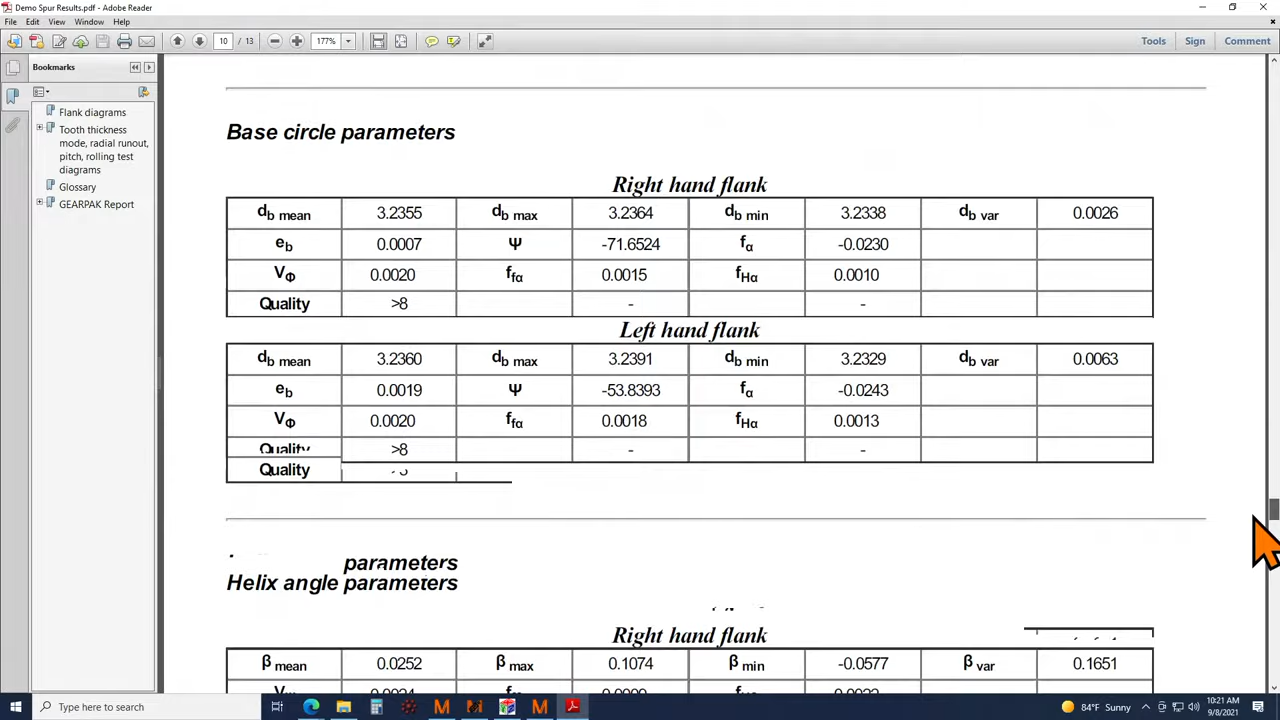 Demo Spur Results.pdf - Adobe Reader
File Edit View Window Help
10 / 13 177% Tools Sign Comment
Bookmarks
Flank diagrams
Tooth thickness
mode, radial runout,
pitch, rolling test
diagrams
Glossary
GEARPAK Report
Base circle parameters
Right hand flank
db mean 3.2355 db max 3.2364 db min 3.2338 db var 0.0026
eb 0.0007 Ψ -71.6524 fα -0.0230
VΦ 0.0020 ffα 0.0015 fHα 0.0010
Quality >8 - -
Left hand flank
db mean 3.2360 db max 3.2391 db min 3.2329 db var 0.0063
eb 0.0019 Ψ -53.8393 fα -0.0243
VΦ 0.0020 ffα 0.0018 fHα 0.0013
Quality >8 - -
Quality
parameters
Helix angle parameters
Right hand flank
β mean 0.0252 β max 0.1074 β min -0.0577 β var 0.1651
Type here to search
84°F Sunny
10:21 AM
9/8/2021